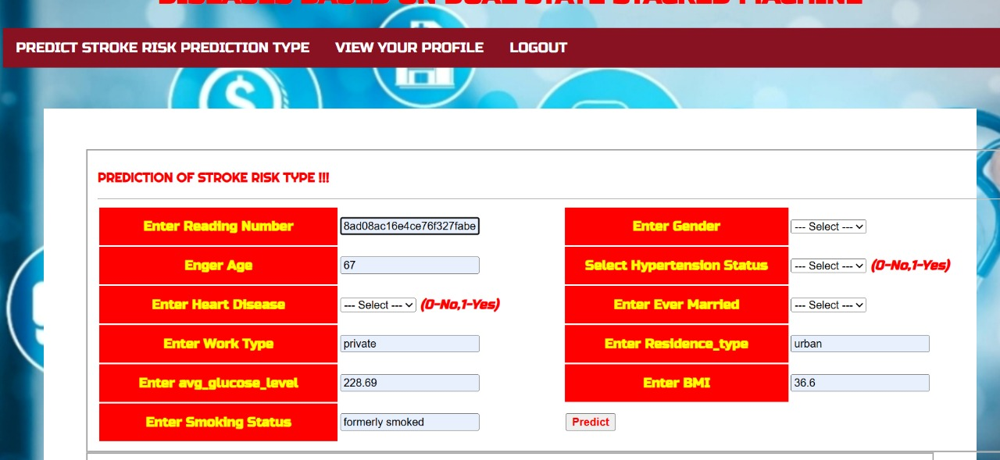 DISEASES BASED ON DUAL STATE STACKED MACHINE
PREDICT STROKE RISK PREDICTION TYPE VIEW YOUR PROFILE LOGOUT
PREDICTION OF STROKE RISK TYPE !!!
Enter Reading Number 8ad08ac16e4ce76f327fabe Enter Gender --- Select ---
Enger Age 67 Select Hypertension Status --- Select --- (0-No,1-Yes)
Enter Heart Disease --- Select --- (0-No,1-Yes) Enter Ever Married --- Select ---
Enter Work Type private Enter Residence_type urban
Enter avg_glucose_level 228.69 Enter BMI 36.6
Enter Smoking Status formerly smoked Predict